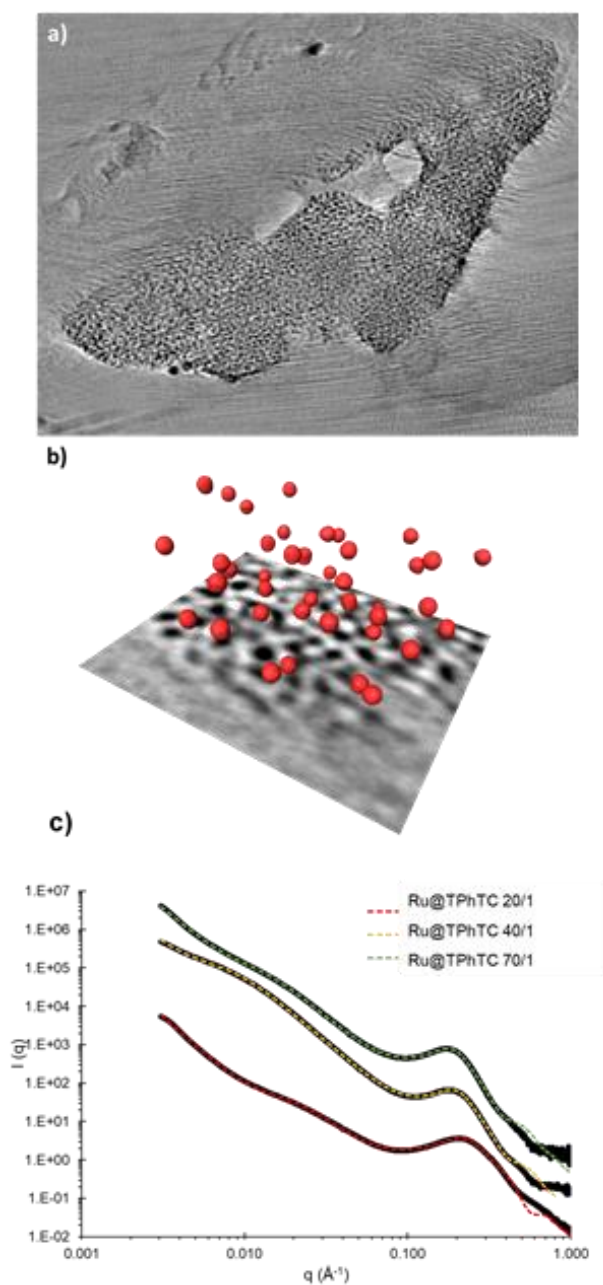 a)
b)
c)
1.E+07
1.E+06
1.E+05
1.E+04
1.E+03
1.E+02
1.E+01
1.E+00
1.E-01
1.E-02
I (q)
Ru@TPhTC 20/1
Ru@TPhTC 40/1
Ru@TPhTC 70/1
0.001
0.010
0.100
1.000
q (Å⁻¹)